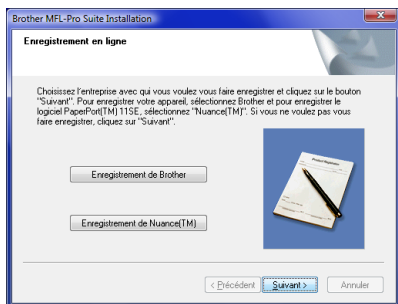 Brother MFL-Pro Suite Installation
Enregistrement en ligne
Choisissez l'entreprise avec qui vous voulez vous faire enregistrer et cliquez sur le bouton
"Suivant". Pour enregistrer votre appareil, sélectionnez Brother et pour enregistrer le
logiciel PaperPort(TM) 11SE, sélectionnez "Nuance(TM)". Si vous ne voulez pas vous
faire enregistrer, cliquez sur "Suivant".
Product Registration
Enregistrement de Brother
Enregistrement de Nuance(TM)
< Précédent
Suivant >
Annuler